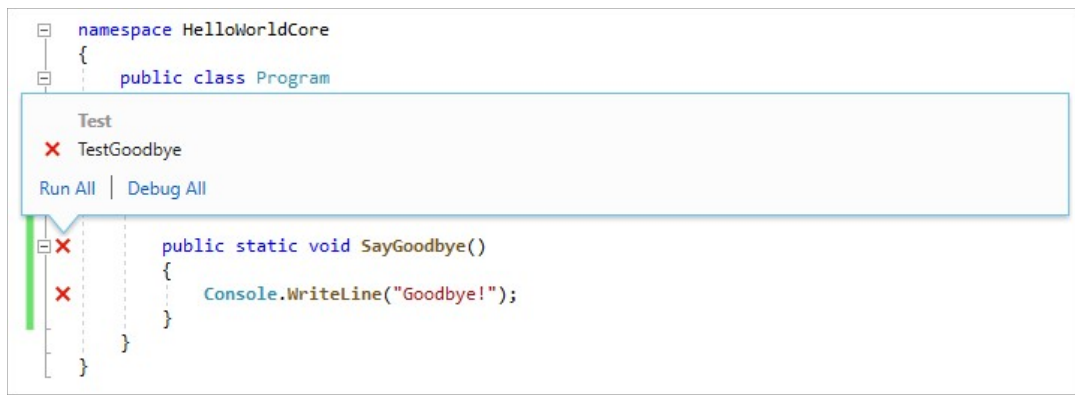 namespace HelloWorldCore
{
public class Program
Test
TestGoodbye
Run All | Debug All
public static void SayGoodbye()
{
Console.WriteLine("Goodbye!");
}
}
}